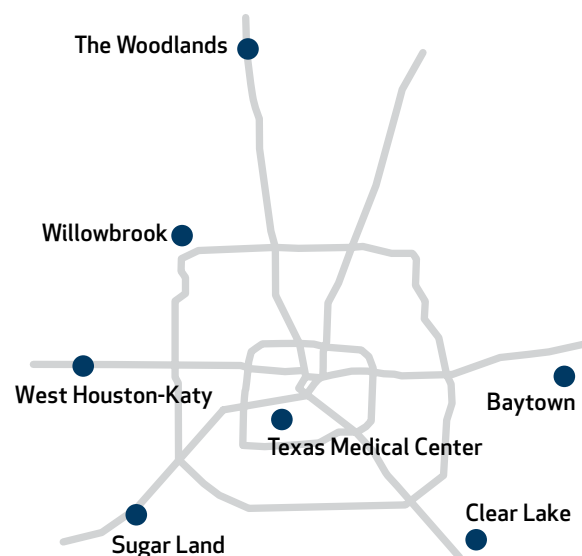 The Woodlands
Willowbrook
West Houston-Katy
Baytown
Texas Medical Center
Clear Lake
Sugar Land